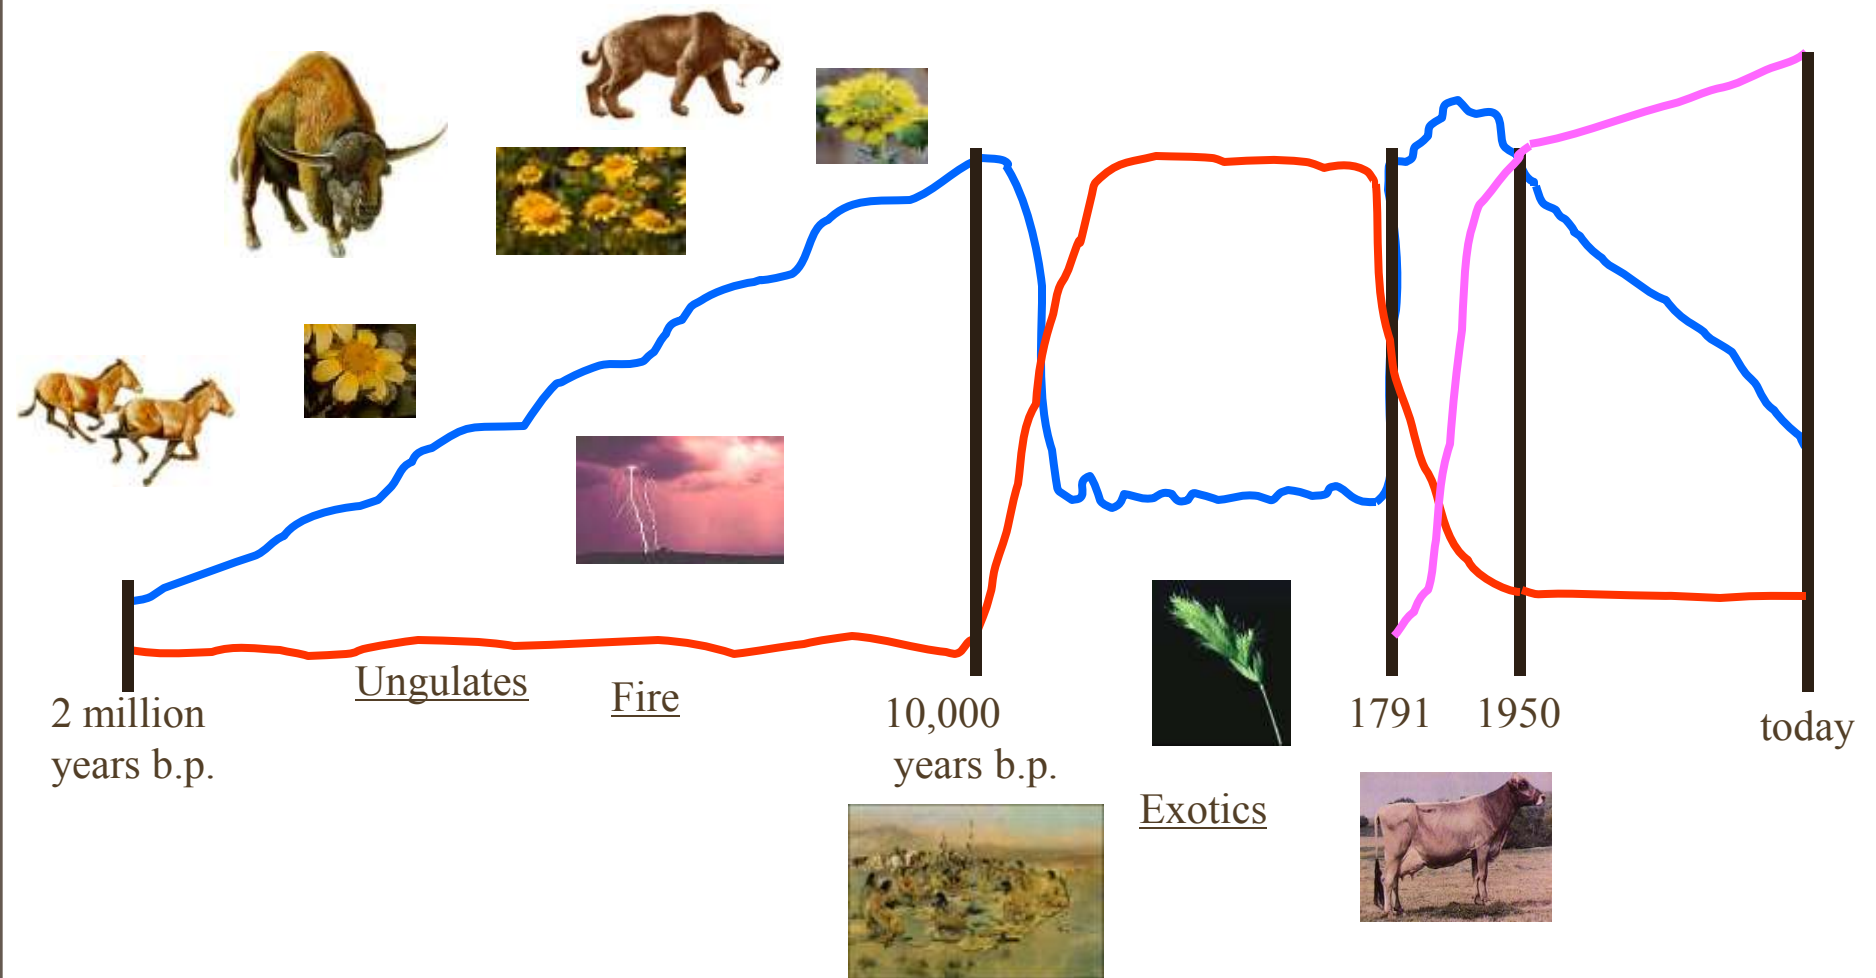 Ungulates
Fire
2 million
years b.p.
10,000
years b.p.
1791
1950
today
Exotics